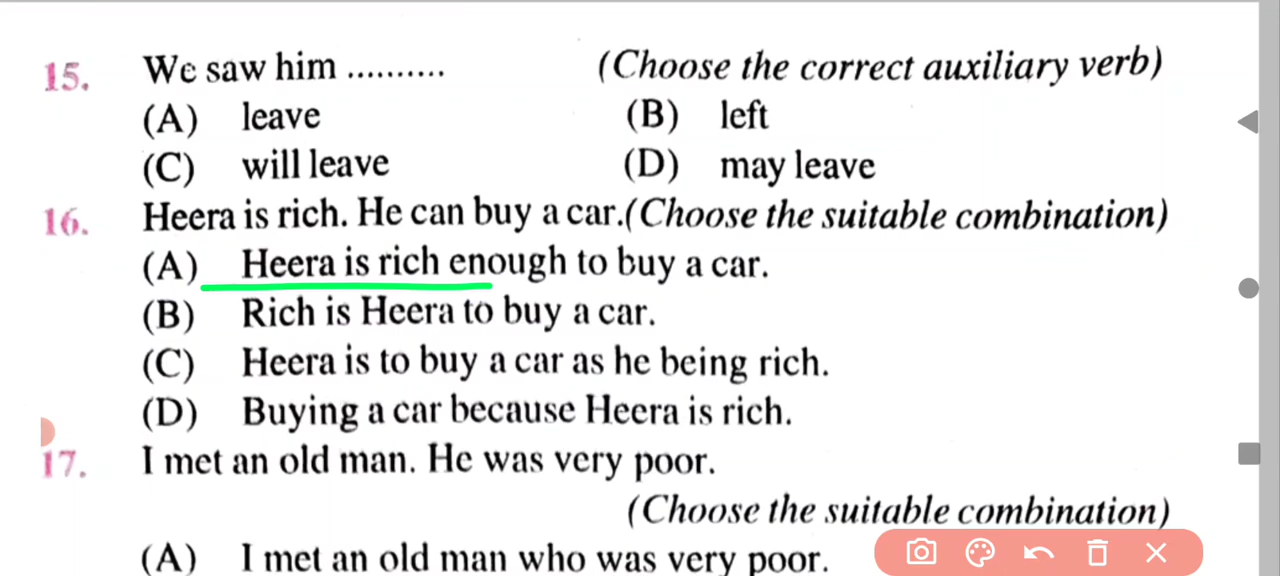 15. We saw him .......... (Choose the correct auxiliary verb)
(A) leave (B) left
(C) will leave (D) may leave
16. Heera is rich. He can buy a car.(Choose the suitable combination)
(A) Heera is rich enough to buy a car.
(B) Rich is Heera to buy a car.
(C) Heera is to buy a car as he being rich.
(D) Buying a car because Heera is rich.
17. I met an old man. He was very poor.
(Choose the suitable combination)
(A) I met an old man who was very poor.